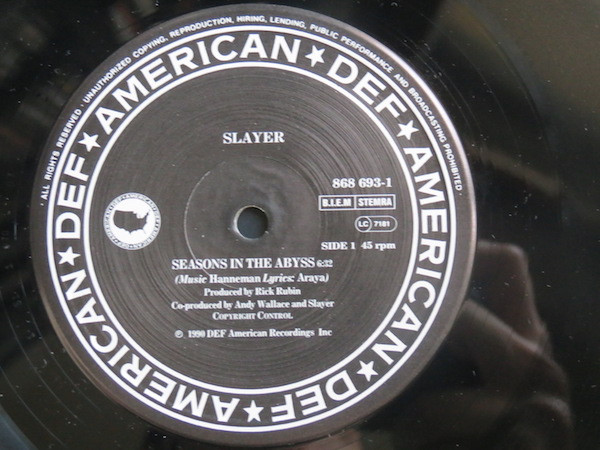 · ALL RIGHTS RESERVED · UNAUTHORIZED COPYING, REPRODUCTION, HIRING, LENDING, PUBLIC PERFORMANCE AND BROADCASTING PROHIBITED ·
DEF ★ AMERICAN ★ DEF ★ AMERICAN ★ DEF ★ AMERICAN ★ DEF ★ AMERICAN ★
SLAYER
868 693-1
B.I.E.M STEMRA
LC 7181
SIDE 1 45 rpm
SEASONS IN THE ABYSS 6:32
(Music Hanneman Lyrics: Araya)
Produced by Rick Rubin
Co-produced by Andy Wallace and Slayer
COPYRIGHT CONTROL
℗ 1990 DEF American Recordings Inc